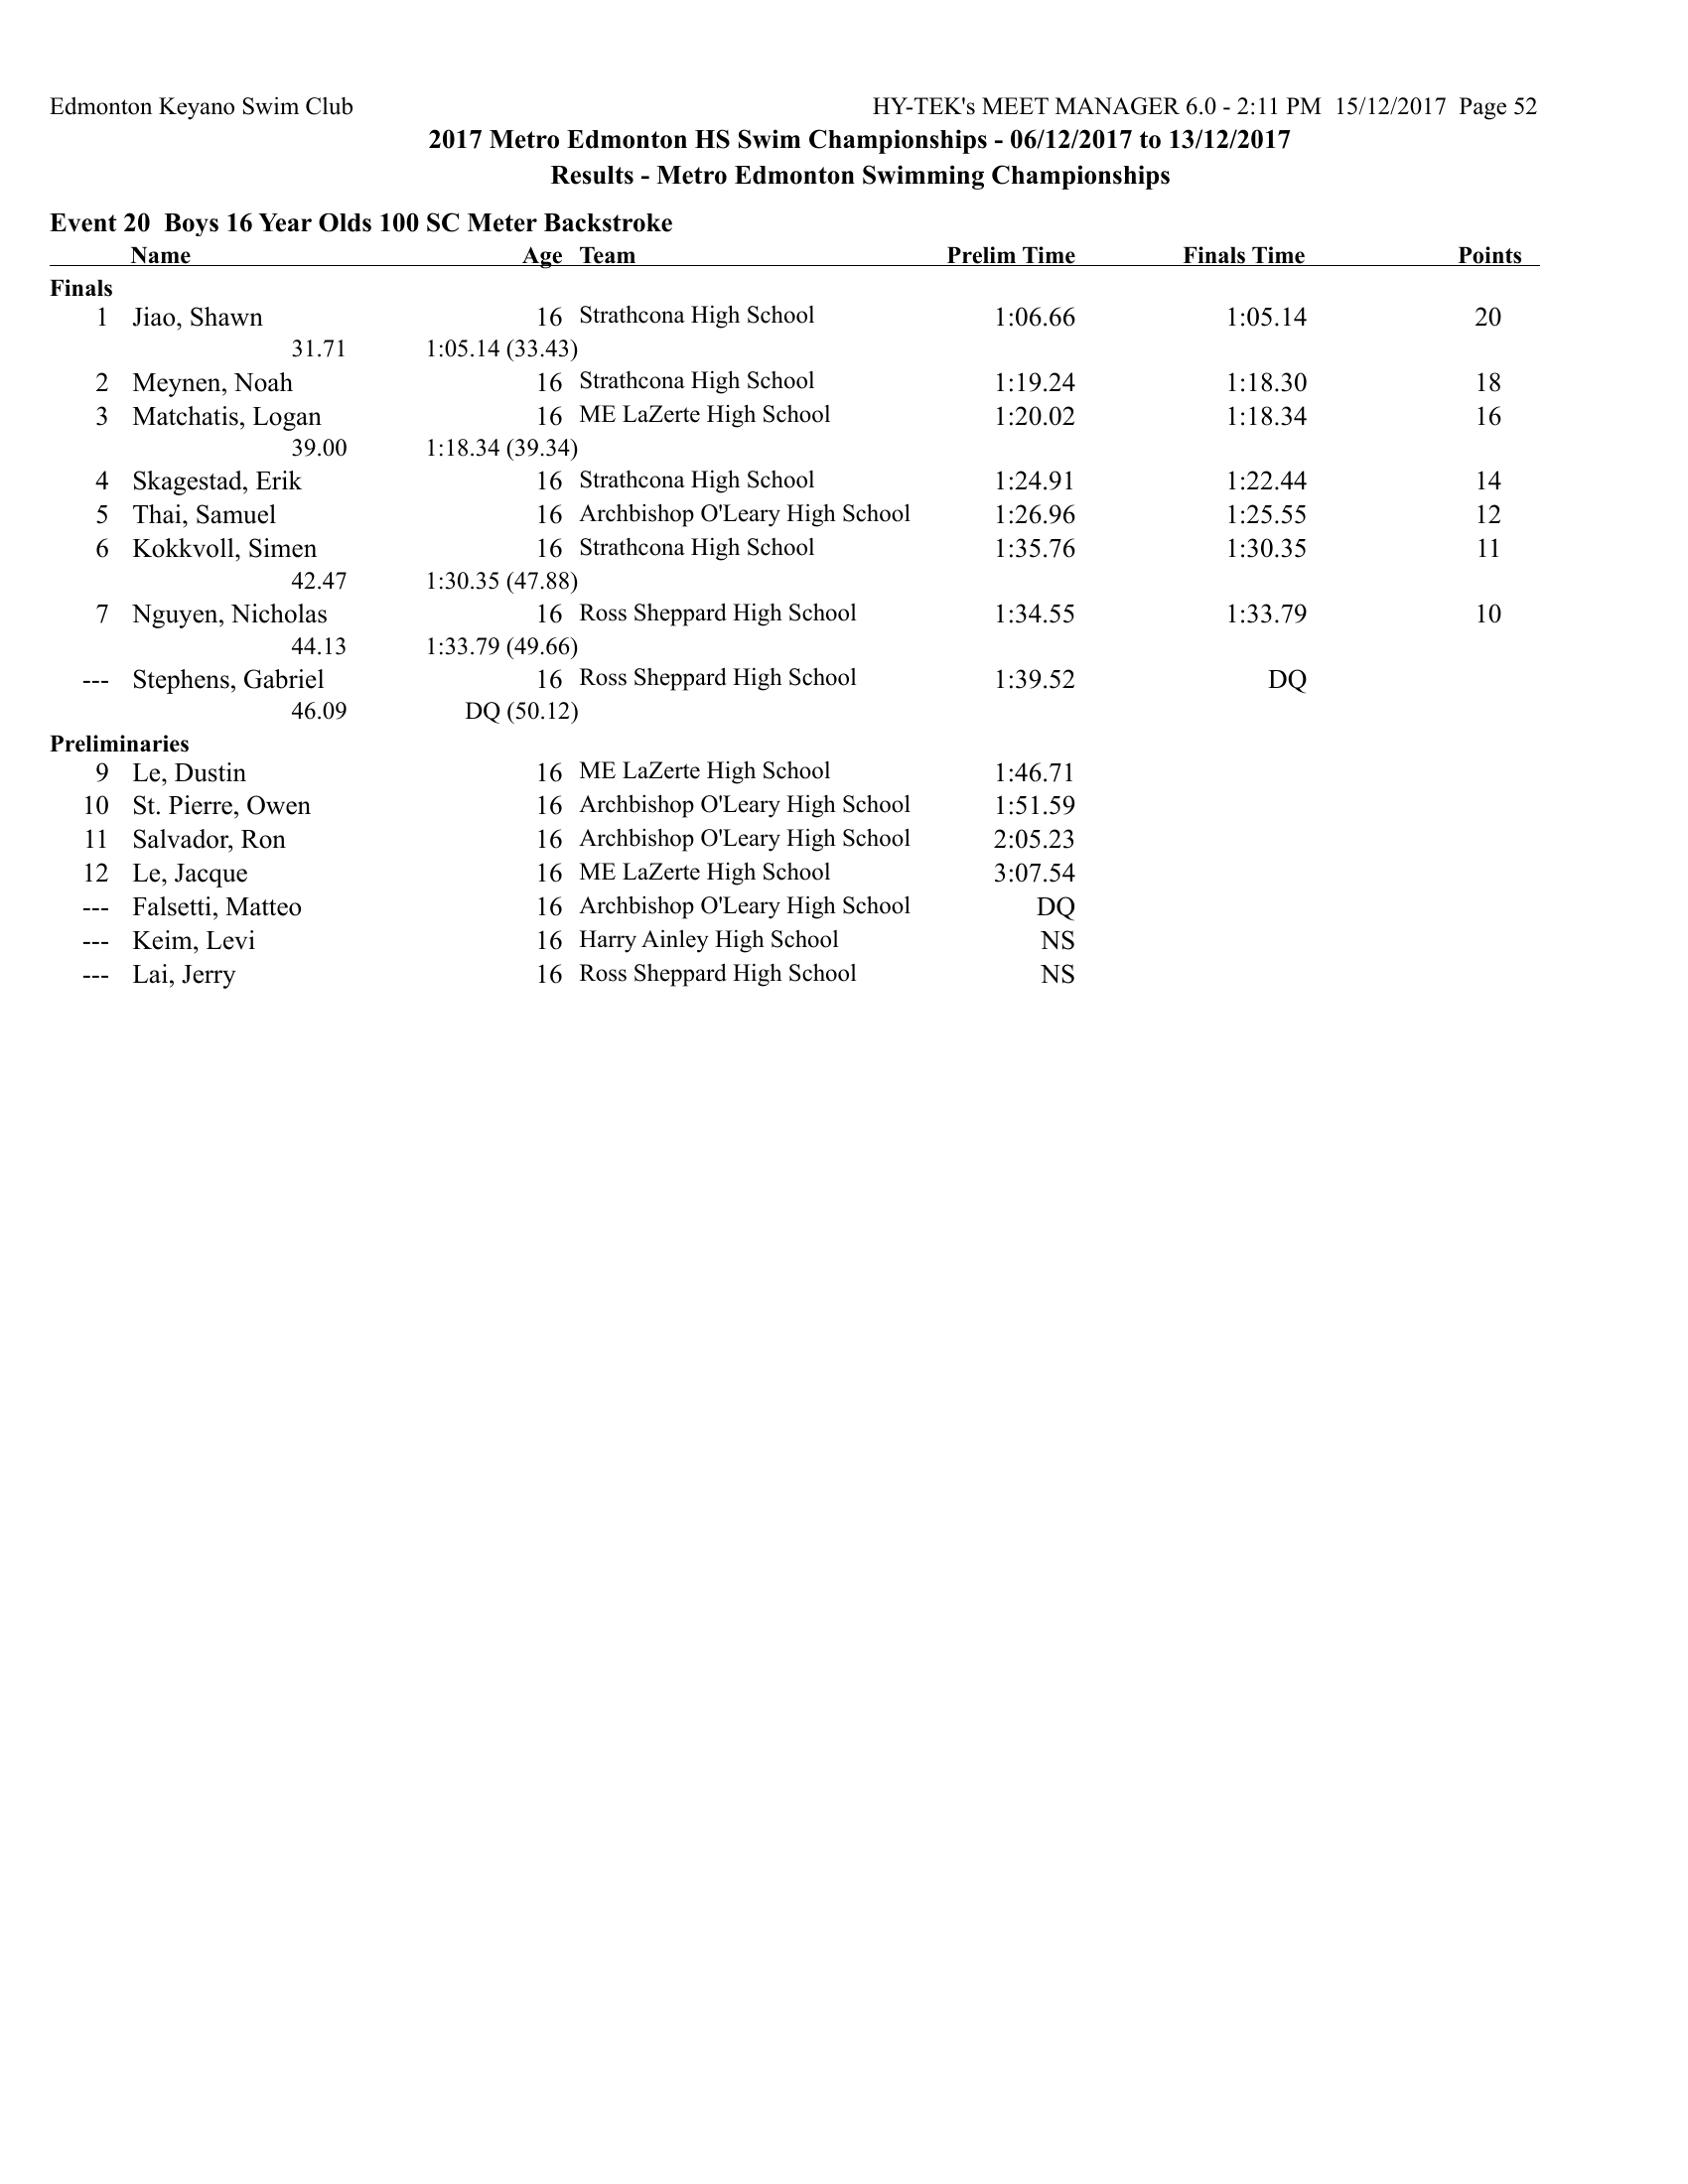 Edmonton Keyano Swim Club HY-TEK's MEET MANAGER 6.0 - 2:11 PM 15/12/2017 Page 52
2017 Metro Edmonton HS Swim Championships - 06/12/2017 to 13/12/2017
Results - Metro Edmonton Swimming Championships
Event 20 Boys 16 Year Olds 100 SC Meter Backstroke
Name Age Team Prelim Time Finals Time Points
Finals
1 Jiao, Shawn 16 Strathcona High School 1:06.66 1:05.14 20
31.71 1:05.14 (33.43)
2 Meynen, Noah 16 Strathcona High School 1:19.24 1:18.30 18
3 Matchatis, Logan 16 ME LaZerte High School 1:20.02 1:18.34 16
39.00 1:18.34 (39.34)
4 Skagestad, Erik 16 Strathcona High School 1:24.91 1:22.44 14
5 Thai, Samuel 16 Archbishop O'Leary High School 1:26.96 1:25.55 12
6 Kokkvoll, Simen 16 Strathcona High School 1:35.76 1:30.35 11
42.47 1:30.35 (47.88)
7 Nguyen, Nicholas 16 Ross Sheppard High School 1:34.55 1:33.79 10
44.13 1:33.79 (49.66)
--- Stephens, Gabriel 16 Ross Sheppard High School 1:39.52 DQ
46.09 DQ (50.12)
Preliminaries
9 Le, Dustin 16 ME LaZerte High School 1:46.71
10 St. Pierre, Owen 16 Archbishop O'Leary High School 1:51.59
11 Salvador, Ron 16 Archbishop O'Leary High School 2:05.23
12 Le, Jacque 16 ME LaZerte High School 3:07.54
--- Falsetti, Matteo 16 Archbishop O'Leary High School DQ
--- Keim, Levi 16 Harry Ainley High School NS
--- Lai, Jerry 16 Ross Sheppard High School NS